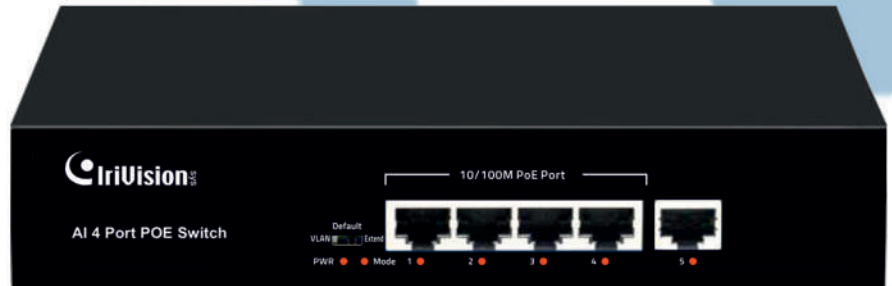 IriVision sys
10/100M PoE Port
AI 4 Port POE Switch
Default
VLAN Extend
PWR Mode 1 2 3 4 5